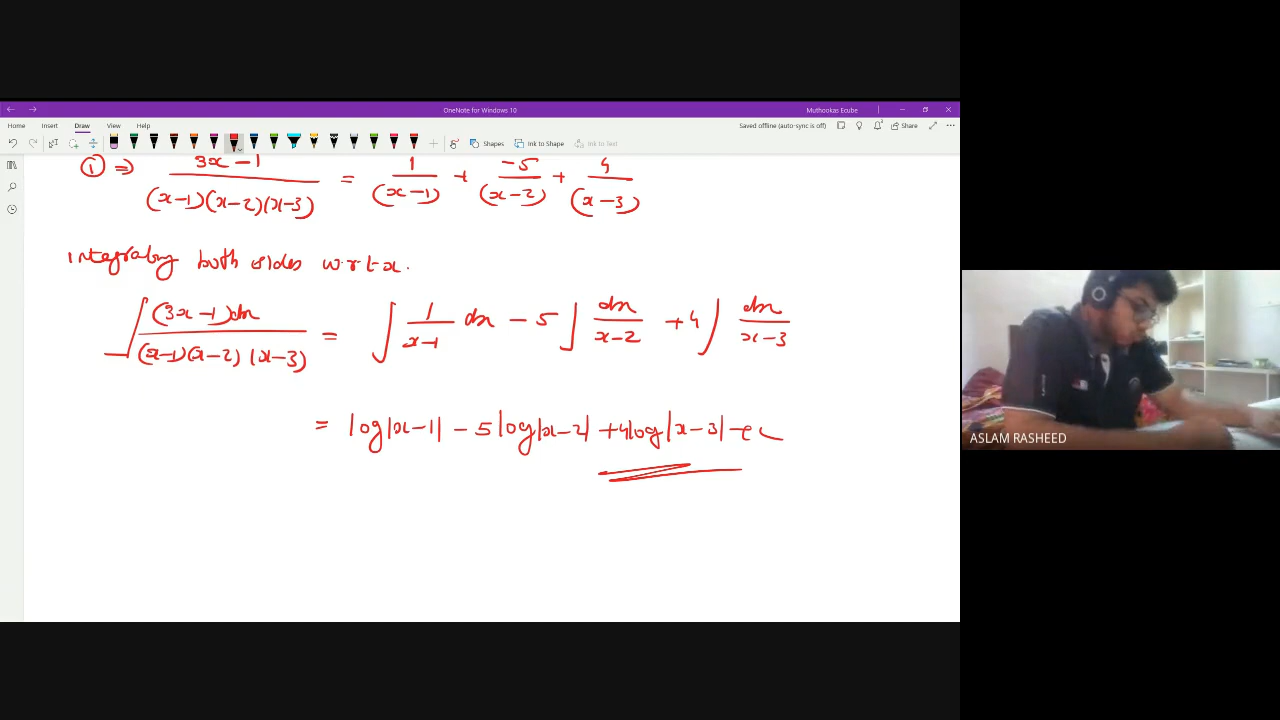 OneNote for Windows 10
Muthookas Ecube
Home Insert Draw View Help
Saved offline (auto-sync is off) Share
Shapes Ink to Shape Ink to Text
① ⇒ 3x-1 / (x-1)(x-2)(x-3) = 1/(x-1) + -5/(x-2) + 4/(x-3)
Integrating both sides w.r.t x.
∫ (3x-1)dx / (x-1)(x-2)(x-3) = ∫ 1/x-1 dx - 5 ∫ dx/x-2 + 4 ∫ dx/x-3
= log|x-1| - 5 log|x-2| + 4 log|x-3| + c
ASLAM RASHEED